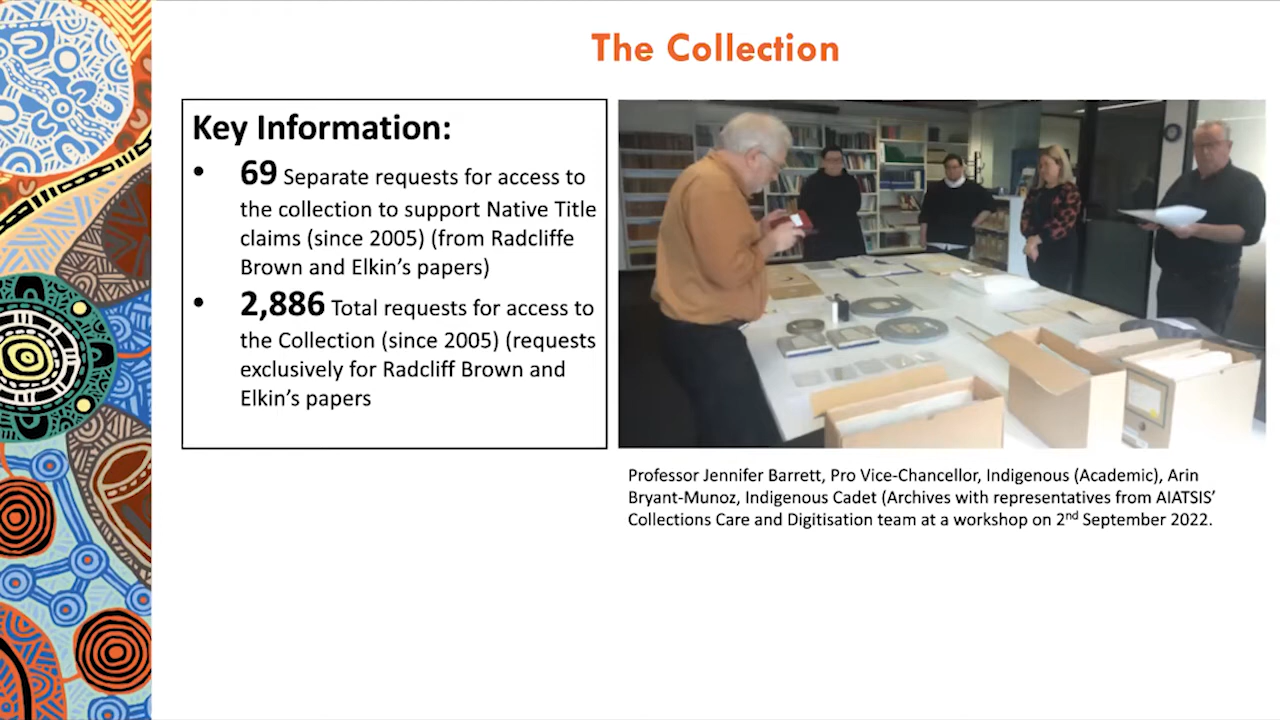 The Collection
Key Information:
• 69 Separate requests for access to
the collection to support Native Title
claims (since 2005) (from Radcliffe
Brown and Elkin's papers)
• 2,886 Total requests for access to
the Collection (since 2005) (requests
exclusively for Radcliff Brown and
Elkin's papers
Professor Jennifer Barrett, Pro Vice-Chancellor, Indigenous (Academic), Arin
Bryant-Munoz, Indigenous Cadet (Archives with representatives from AIATSIS'
Collections Care and Digitisation team at a workshop on 2nd September 2022.